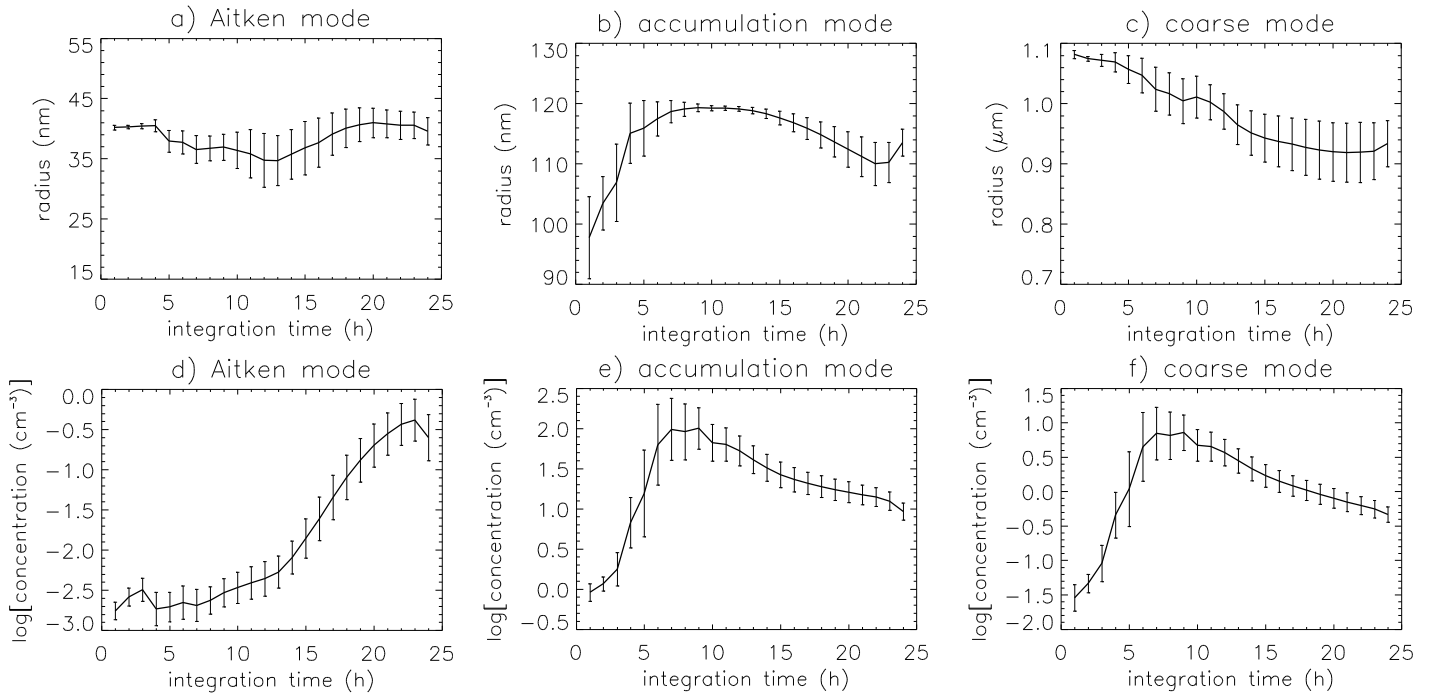 a) Aitken mode
b) accumulation mode
c) coarse mode
radius (nm)
55
45
35
25
15
0 5 10 15 20 25
integration time (h)
radius (nm)
130
120
110
100
90
0 5 10 15 20 25
integration time (h)
radius (μm)
1.1
1.0
0.9
0.8
0.7
0 5 10 15 20 25
integration time (h)
d) Aitken mode
e) accumulation mode
f) coarse mode
log[concentration (cm⁻³)]
0.0
−0.5
−1.0
−1.5
−2.0
−2.5
−3.0
0 5 10 15 20 25
integration time (h)
log[concentration (cm⁻³)]
2.5
2.0
1.5
1.0
0.5
0.0
−0.5
0 5 10 15 20 25
integration time (h)
log[concentration (cm⁻³)]
1.5
1.0
0.5
0.0
−0.5
−1.0
−1.5
−2.0
0 5 10 15 20 25
integration time (h)